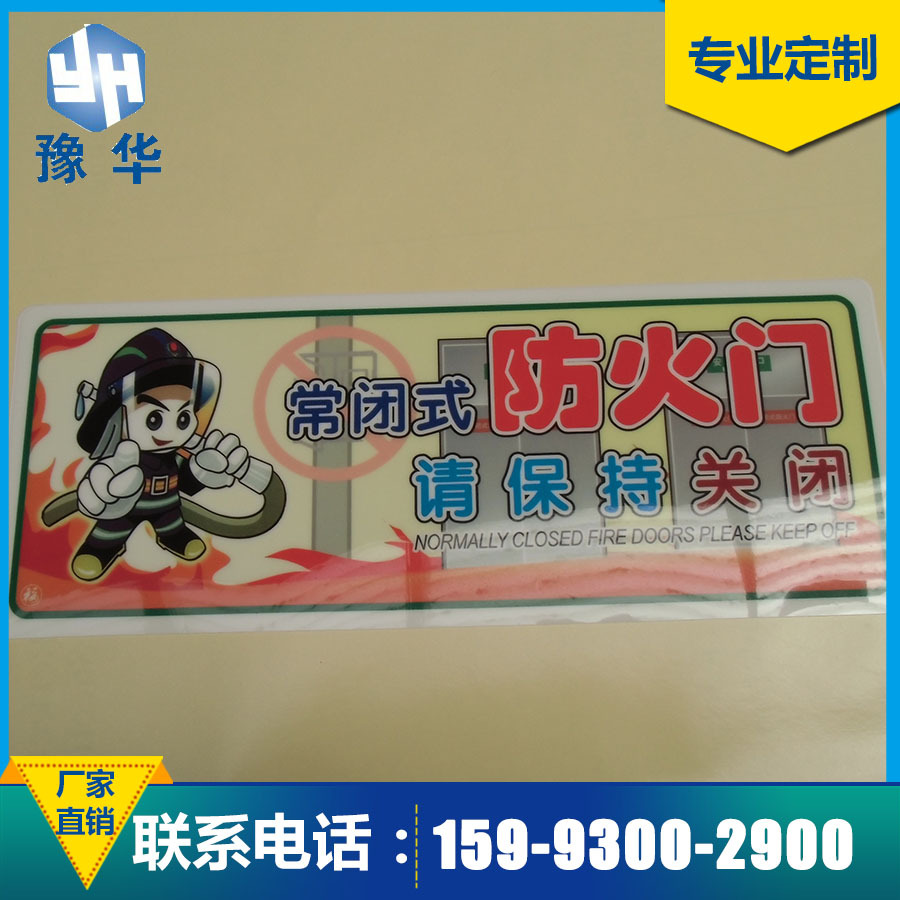 YH
豫华
专业定制
常闭式防火门
请保持关闭
NORMALLY CLOSED FIRE DOORS PLEASE KEEP OFF
厂家
直销
联系电话：159-9300-2900